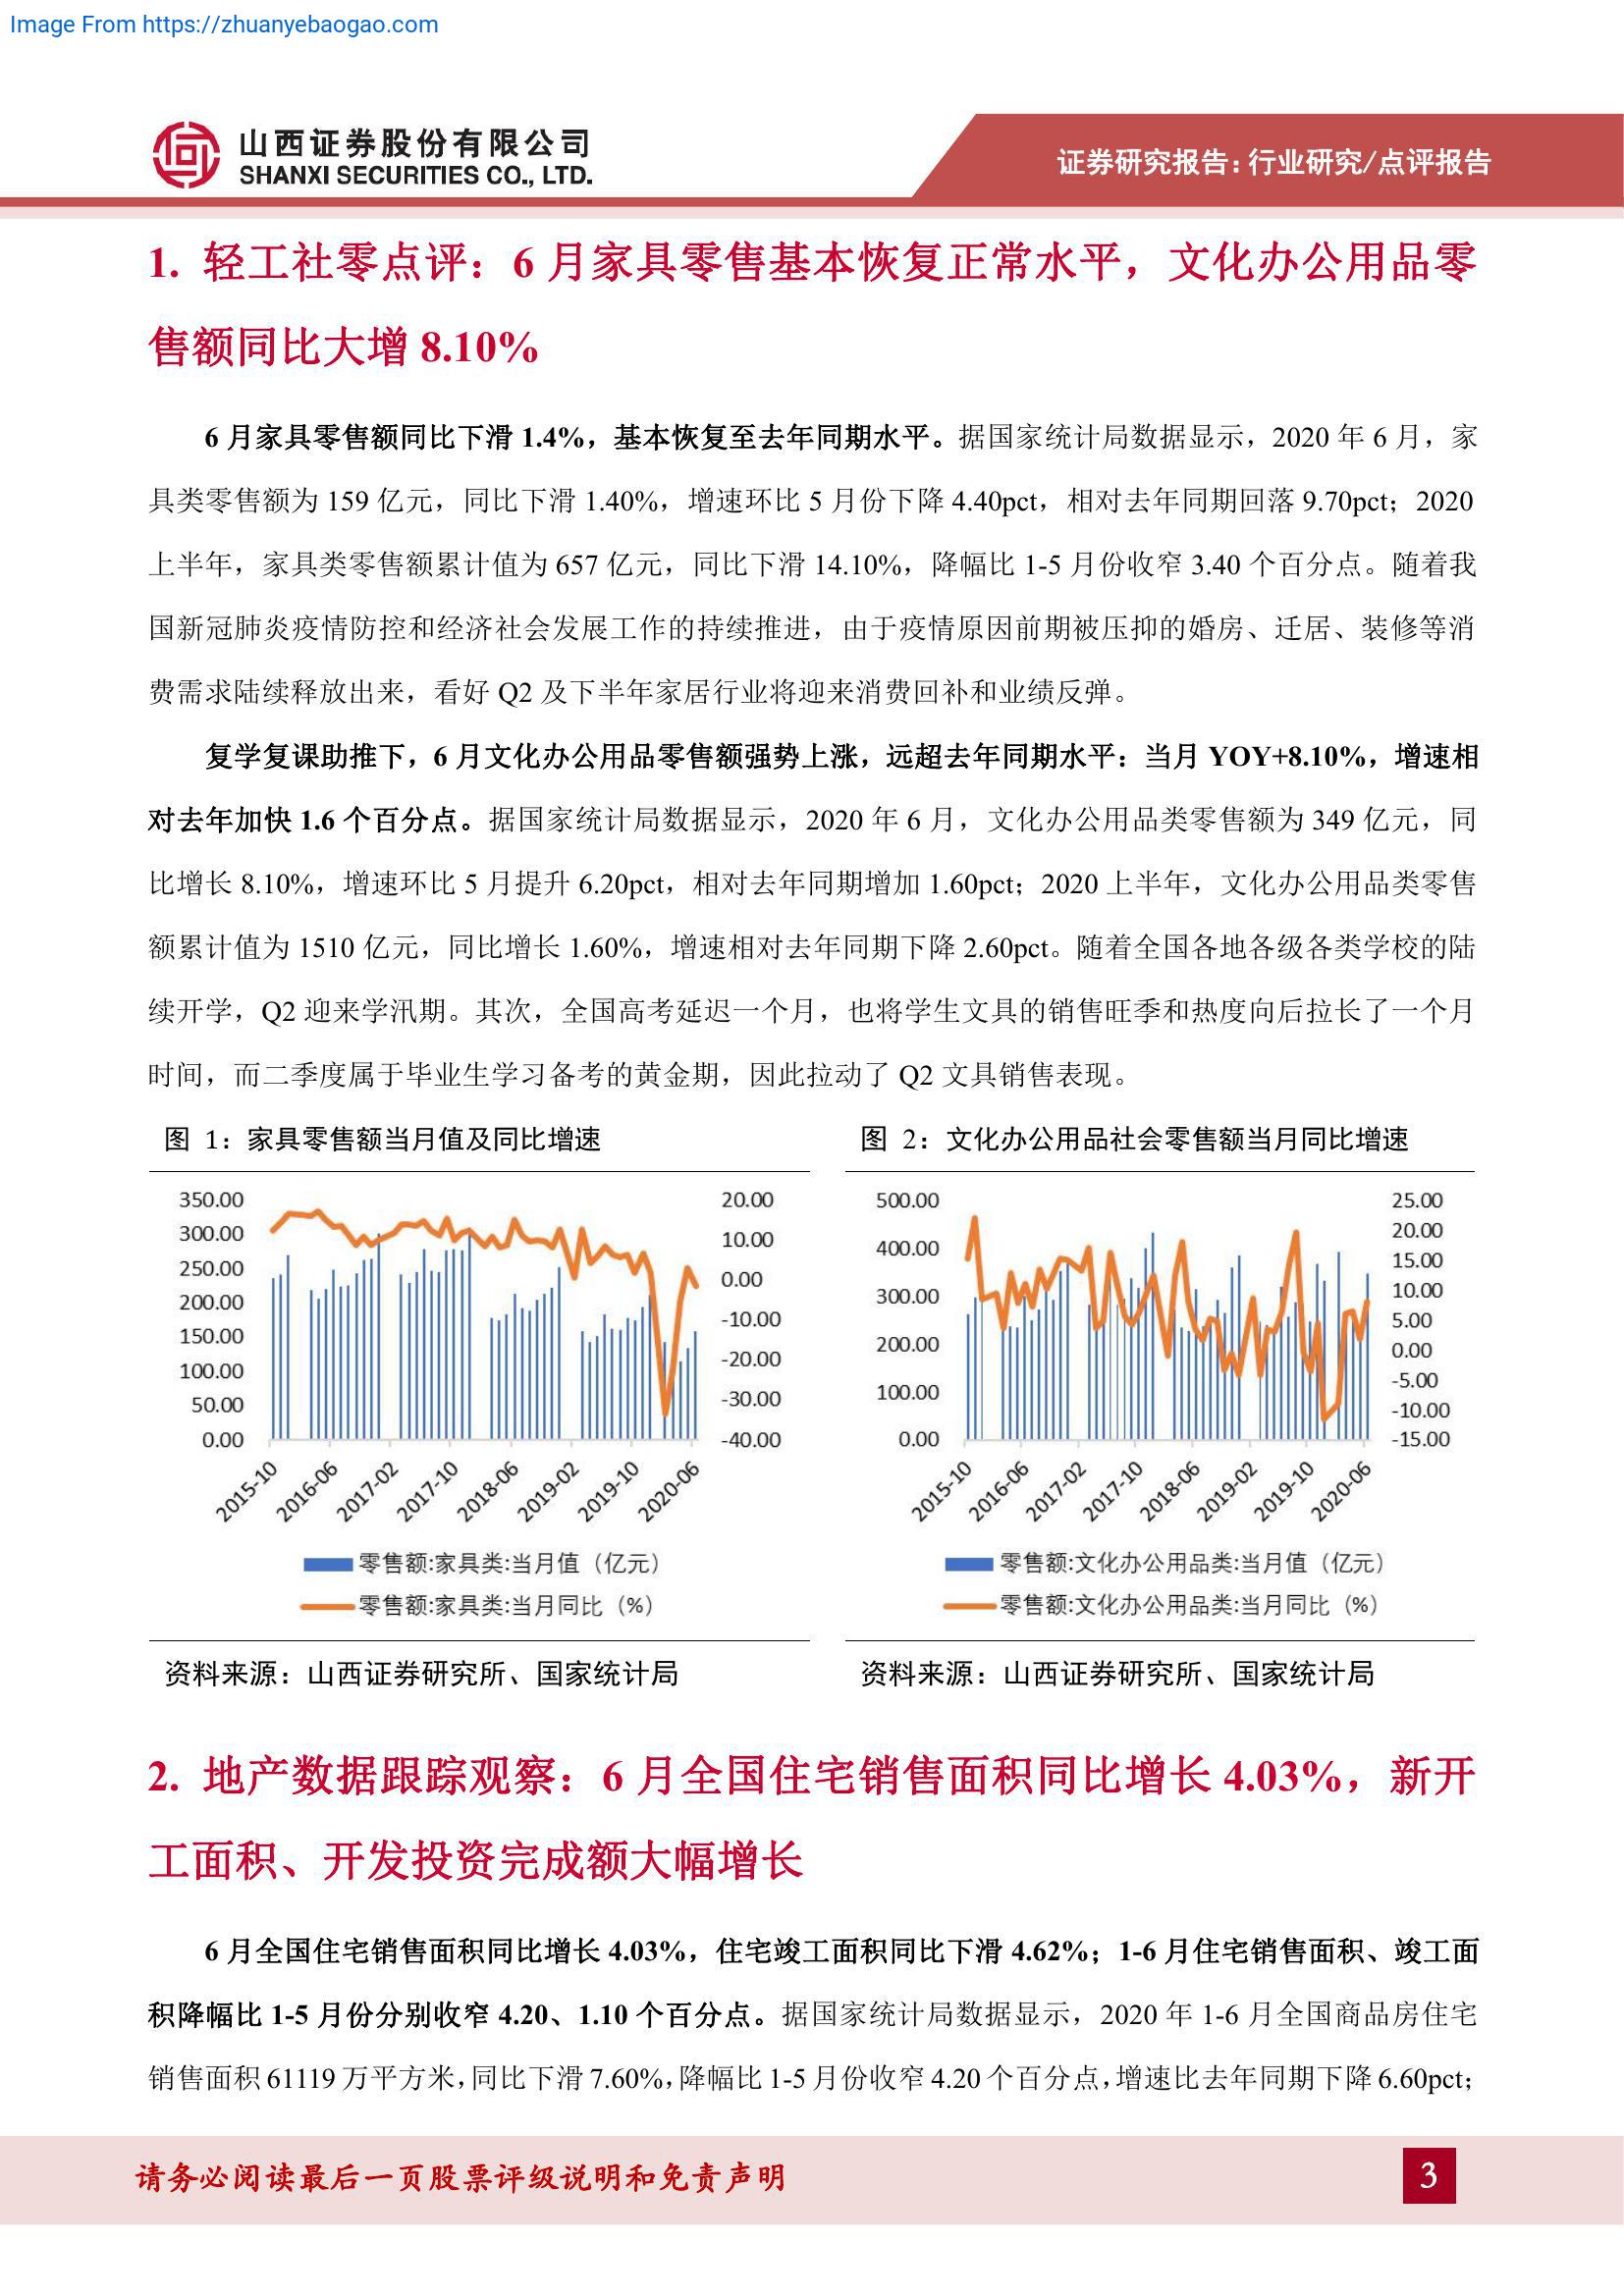 Image From https://zhuanyebaogao.com
山西证券股份有限公司
SHANXI SECURITIES CO., LTD.
证券研究报告：行业研究/点评报告
1. 轻工社零点评：6 月家具零售基本恢复正常水平，文化办公用品零
售额同比大增 8.10%
6 月家具零售额同比下滑 1.4%，基本恢复至去年同期水平。据国家统计局数据显示，2020 年 6 月，家
具类零售额为 159 亿元，同比下滑 1.40%，增速环比 5 月份下降 4.40pct，相对去年同期回落 9.70pct；2020
上半年，家具类零售额累计值为 657 亿元，同比下滑 14.10%，降幅比 1-5 月份收窄 3.40 个百分点。随着我
国新冠肺炎疫情防控和经济社会发展工作的持续推进，由于疫情原因前期被压抑的婚房、迁居、装修等消
费需求陆续释放出来，看好 Q2 及下半年家居行业将迎来消费回补和业绩反弹。
复学复课助推下，6 月文化办公用品零售额强势上涨，远超去年同期水平：当月 YOY+8.10%，增速相
对去年加快 1.6 个百分点。据国家统计局数据显示，2020 年 6 月，文化办公用品类零售额为 349 亿元，同
比增长 8.10%，增速环比 5 月提升 6.20pct，相对去年同期增加 1.60pct；2020 上半年，文化办公用品类零售
额累计值为 1510 亿元，同比增长 1.60%，增速相对去年同期下降 2.60pct。随着全国各地各级各类学校的陆
续开学，Q2 迎来学汛期。其次，全国高考延迟一个月，也将学生文具的销售旺季和热度向后拉长了一个月
时间，而二季度属于毕业生学习备考的黄金期，因此拉动了 Q2 文具销售表现。
图 1：家具零售额当月值及同比增速
350.00
300.00
250.00
200.00
150.00
100.00
50.00
0.00
20.00
10.00
0.00
-10.00
-20.00
-30.00
-40.00
2015-10
2016-06
2017-02
2017-10
2018-06
2019-02
2019-10
2020-06
零售额:家具类:当月值（亿元）
零售额:家具类:当月同比（%）
资料来源：山西证券研究所、国家统计局
图 2：文化办公用品社会零售额当月同比增速
500.00
400.00
300.00
200.00
100.00
0.00
25.00
20.00
15.00
10.00
5.00
0.00
-5.00
-10.00
-15.00
2015-10
2016-06
2017-02
2017-10
2018-06
2019-02
2019-10
2020-06
零售额:文化办公用品类:当月值（亿元）
零售额:文化办公用品类:当月同比（%）
资料来源：山西证券研究所、国家统计局
2. 地产数据跟踪观察：6 月全国住宅销售面积同比增长 4.03%，新开
工面积、开发投资完成额大幅增长
6 月全国住宅销售面积同比增长 4.03%，住宅竣工面积同比下滑 4.62%；1-6 月住宅销售面积、竣工面
积降幅比 1-5 月份分别收窄 4.20、1.10 个百分点。据国家统计局数据显示，2020 年 1-6 月全国商品房住宅
销售面积 61119 万平方米，同比下滑 7.60%，降幅比 1-5 月份收窄 4.20 个百分点，增速比去年同期下降 6.60pct；
请务必阅读最后一页股票评级说明和免责声明
3